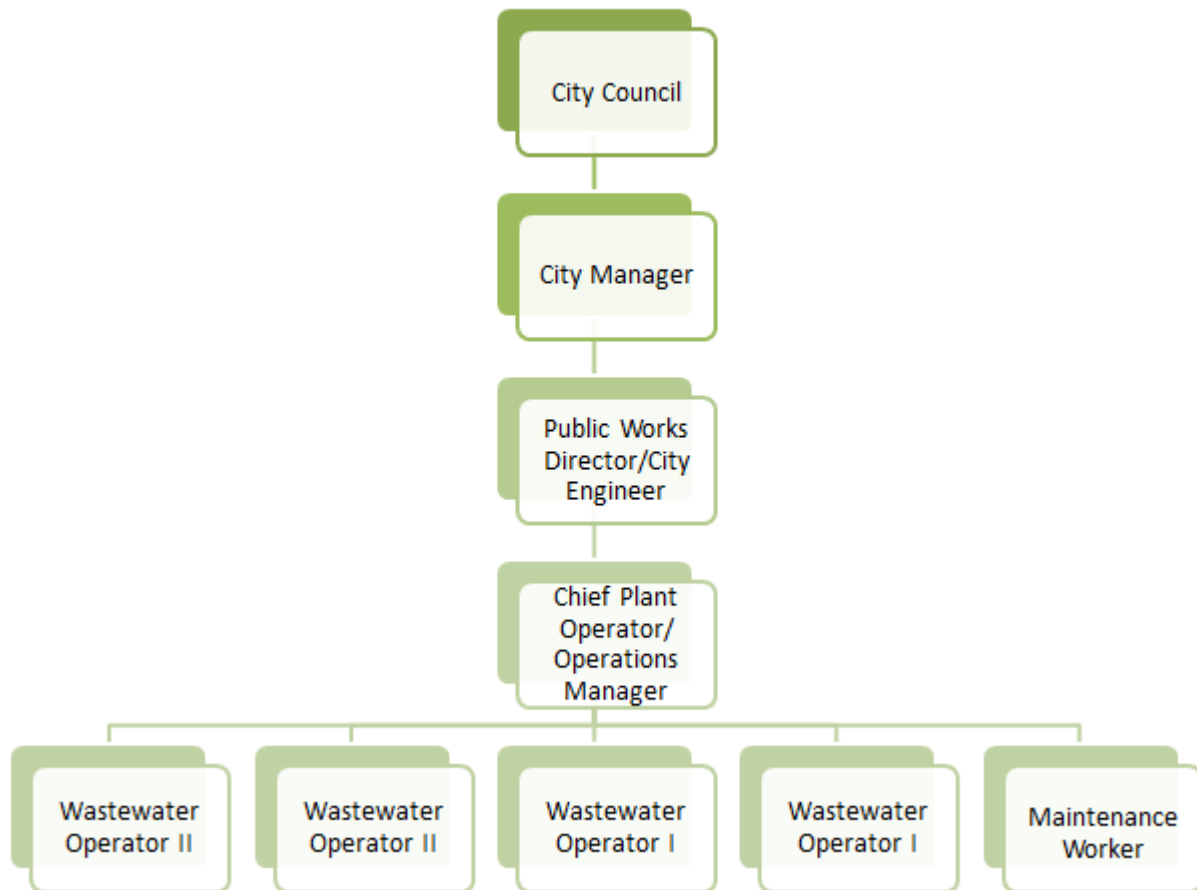 City Council
City Manager
Public Works
Director/City
Engineer
Chief Plant
Operator/
Operations
Manager
Wastewater
Operator II
Wastewater
Operator II
Wastewater
Operator I
Wastewater
Operator I
Maintenance
Worker